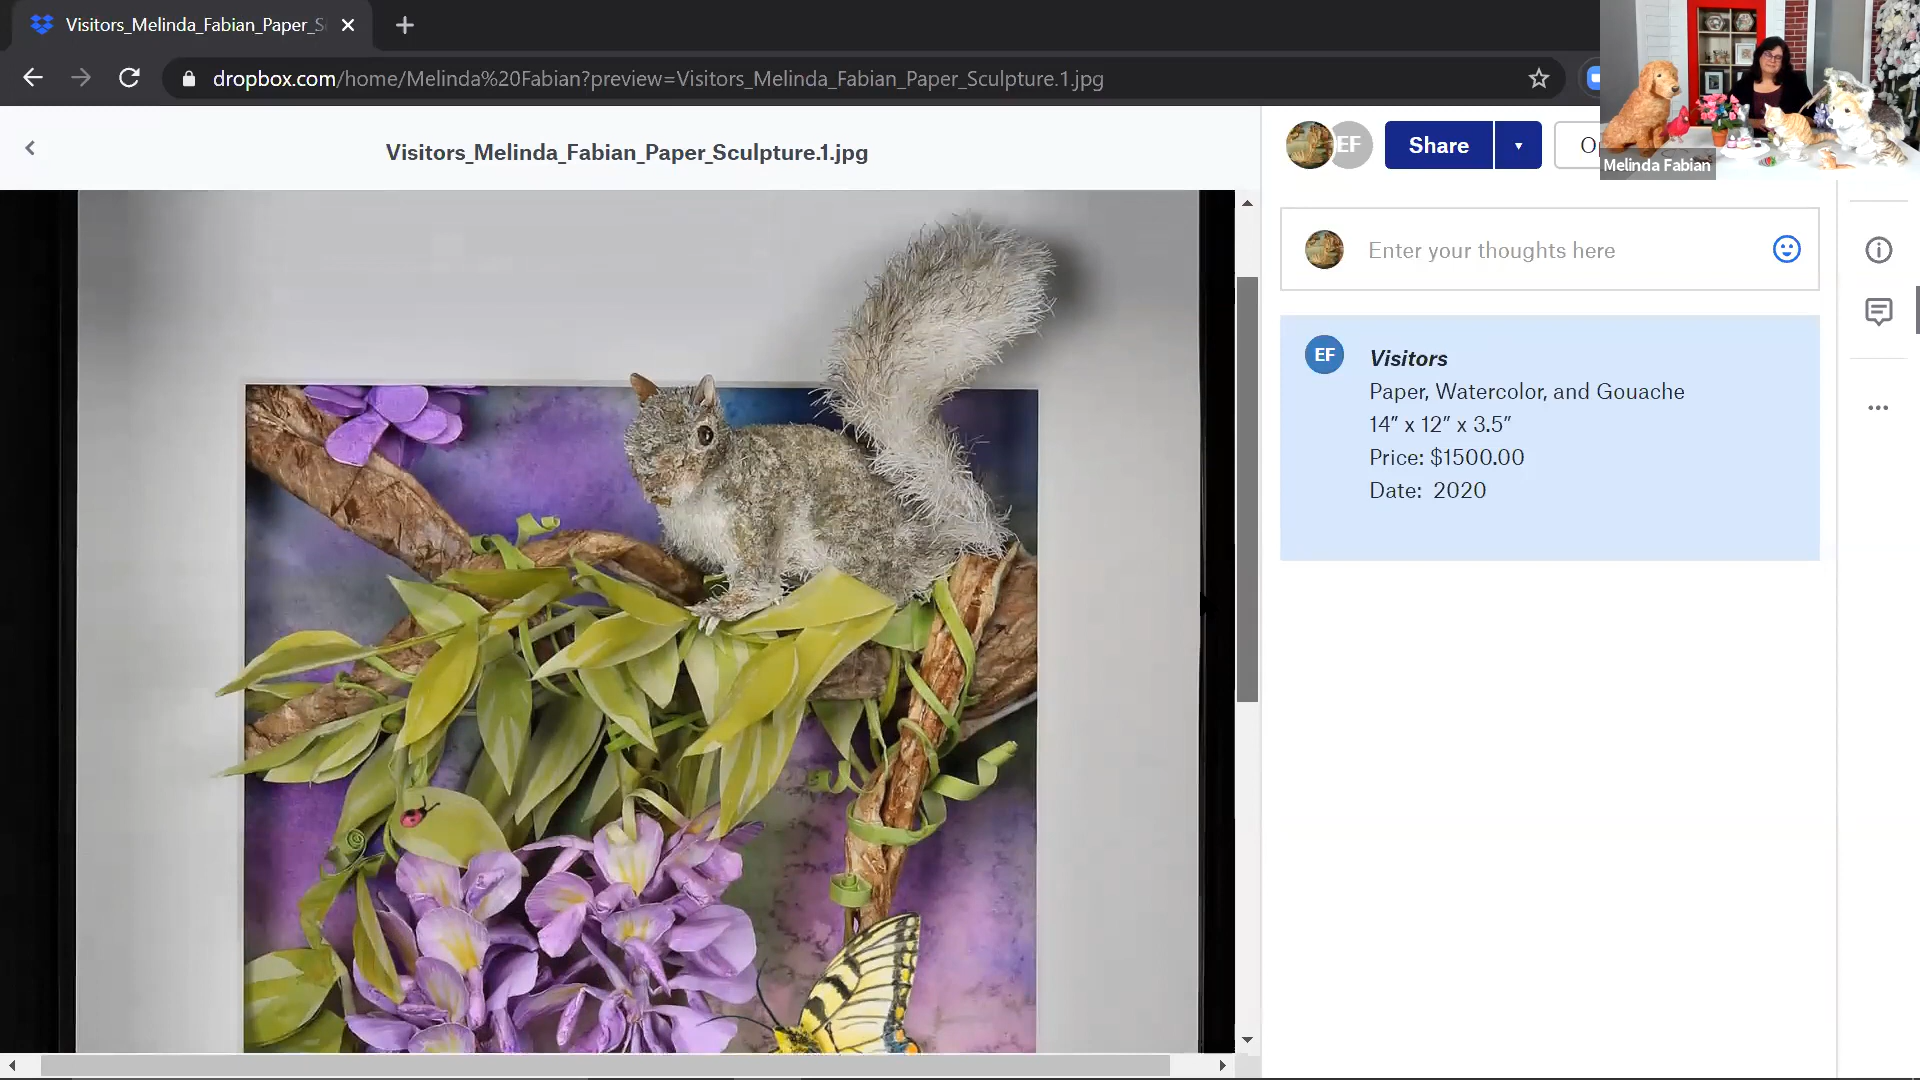 Visitors_Melinda_Fabian_Paper_S
dropbox.com/home/Melinda%20Fabian?preview=Visitors_Melinda_Fabian_Paper_Sculpture.1.jpg
Visitors_Melinda_Fabian_Paper_Sculpture.1.jpg
EF
Share
Melinda Fabian
Enter your thoughts here
EF
Visitors
Paper, Watercolor, and Gouache
14” x 12” x 3.5”
Price: $1500.00
Date: 2020